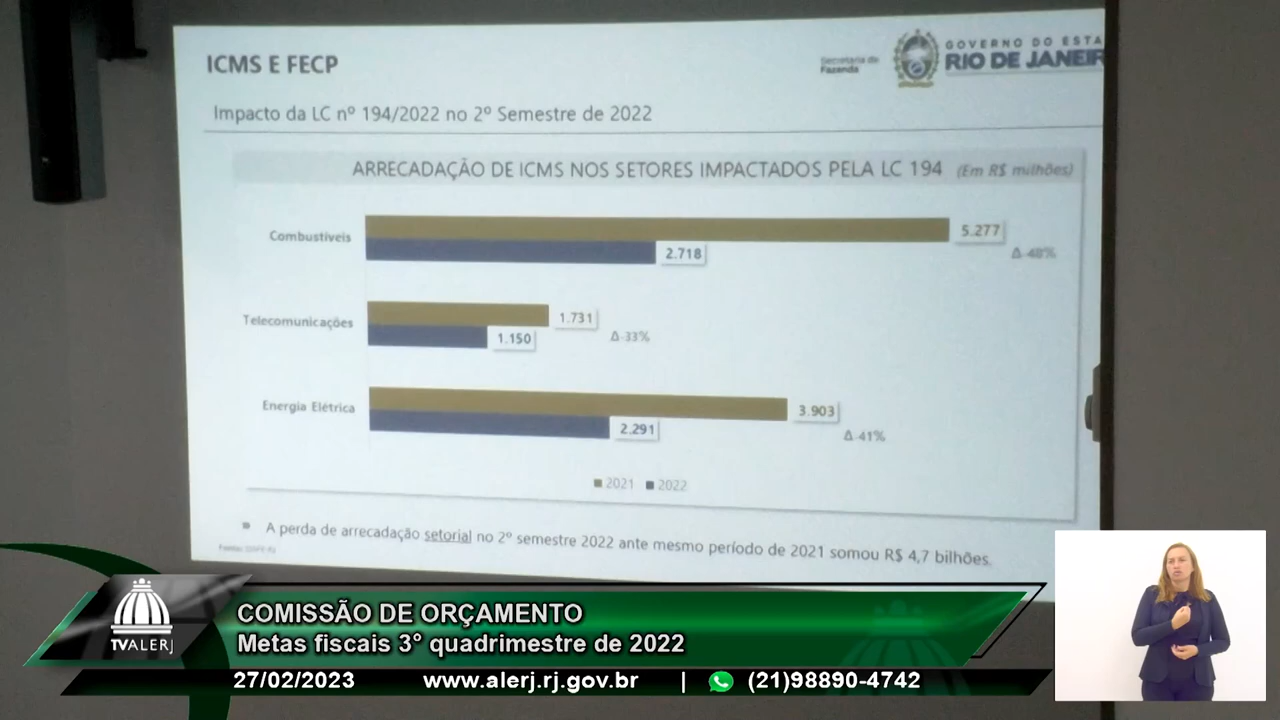 ICMS E FECP
Secretaria de
Fazenda
GOVERNO DO ESTA
RIO DE JANEIR
Impacto da LC nº 194/2022 no 2º Semestre de 2022
ARRECADAÇÃO DE ICMS NOS SETORES IMPACTADOS PELA LC 194 (Em R$ milhões)
Combustíveis
5.277
2.718
Δ-48%
Telecomunicações
1.731
1.150
Δ-33%
Energia Elétrica
3.903
2.291
Δ-41%
2021 2022
A perda de arrecadação setorial no 2º semestre 2022 ante mesmo período de 2021 somou R$ 4,7 bilhões.
TVALERJ
COMISSÃO DE ORÇAMENTO
Metas fiscais 3° quadrimestre de 2022
27/02/2023 www.alerj.rj.gov.br | (21)98890-4742